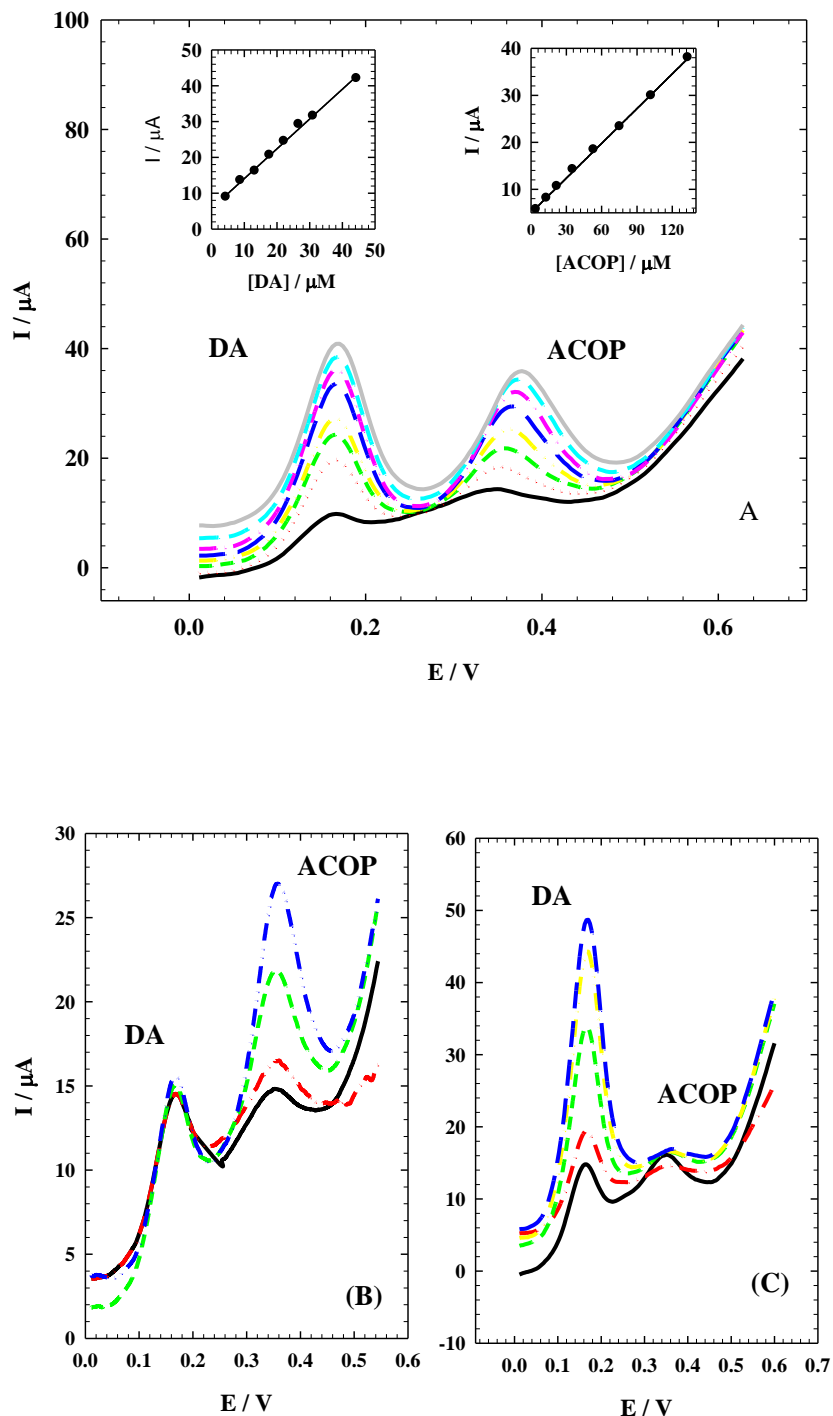 100
80
60
40
20
0
I / µA
50
40
30
20
10
0
I / µA
0 10 20 30 40 50
[DA] / µM
40
30
20
10
I / µA
0 30 60 90 120
[ACOP] / µM
DA
ACOP
A
0.0 0.2 0.4 0.6
E / V
30
25
20
15
10
5
0
I / µA
ACOP
DA
(B)
0.0 0.1 0.2 0.3 0.4 0.5 0.6
E / V
60
50
40
30
20
10
0
-10
DA
ACOP
(C)
0.0 0.1 0.2 0.3 0.4 0.5 0.6 0.7
E / V